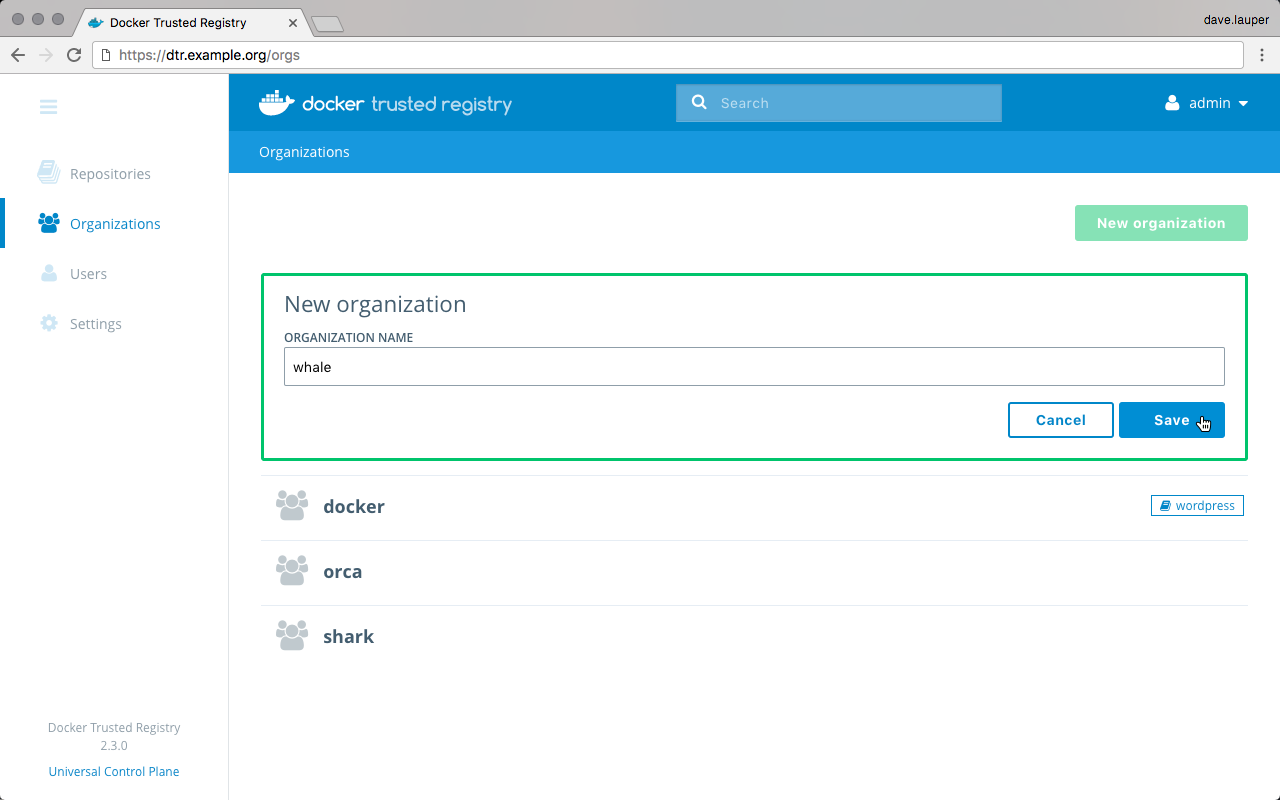 Docker Trusted Registry
dave.lauper
https://dtr.example.org/orgs
docker trusted registry
Search
admin
Organizations
Repositories
Organizations
Users
Settings
New organization
New organization
ORGANIZATION NAME
whale
Cancel
Save
docker
wordpress
orca
shark
Docker Trusted Registry
2.3.0
Universal Control Plane